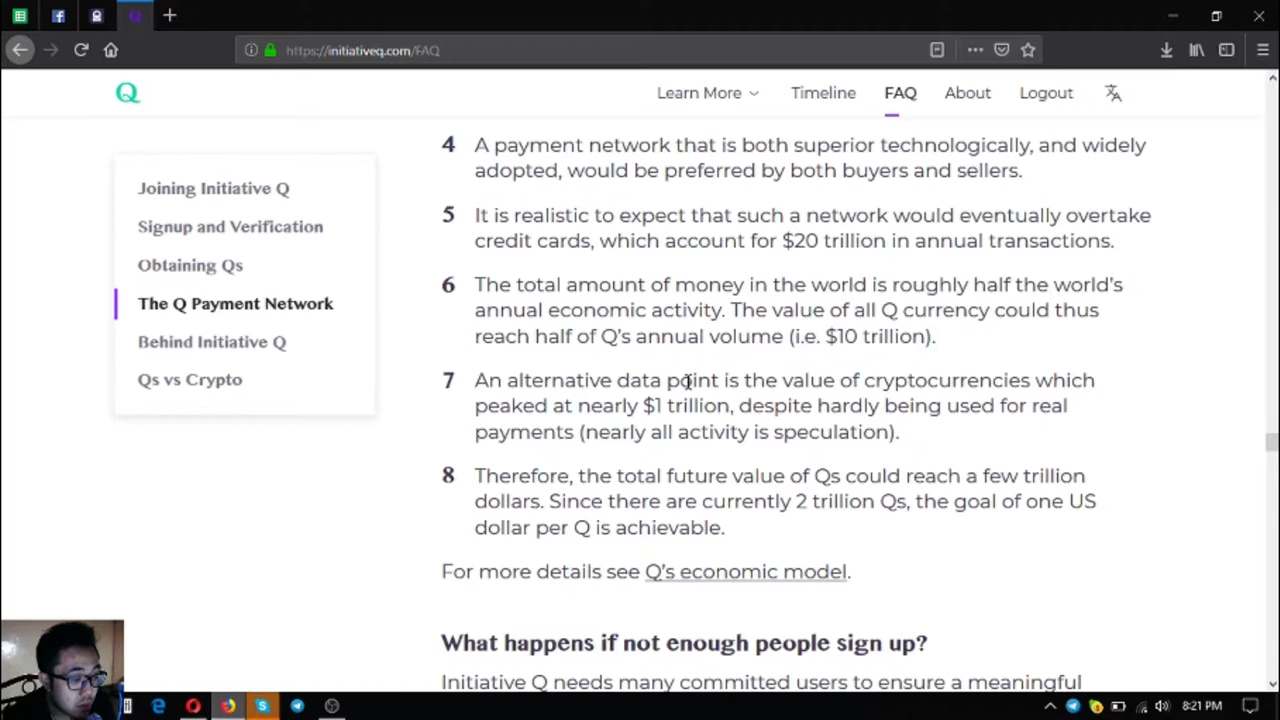 https://initiativeq.com/FAQ
Q
Learn More
Timeline
FAQ
About
Logout
Joining Initiative Q
Signup and Verification
Obtaining Qs
The Q Payment Network
Behind Initiative Q
Qs vs Crypto
4 A payment network that is both superior technologically, and widely
adopted, would be preferred by both buyers and sellers.
5 It is realistic to expect that such a network would eventually overtake
credit cards, which account for $20 trillion in annual transactions.
6 The total amount of money in the world is roughly half the world's
annual economic activity. The value of all Q currency could thus
reach half of Q's annual volume (i.e. $10 trillion).
7 An alternative data point is the value of cryptocurrencies which
peaked at nearly $1 trillion, despite hardly being used for real
payments (nearly all activity is speculation).
8 Therefore, the total future value of Qs could reach a few trillion
dollars. Since there are currently 2 trillion Qs, the goal of one US
dollar per Q is achievable.
For more details see Q's economic model.
What happens if not enough people sign up?
Initiative Q needs many committed users to ensure a meaningful
8:21 PM